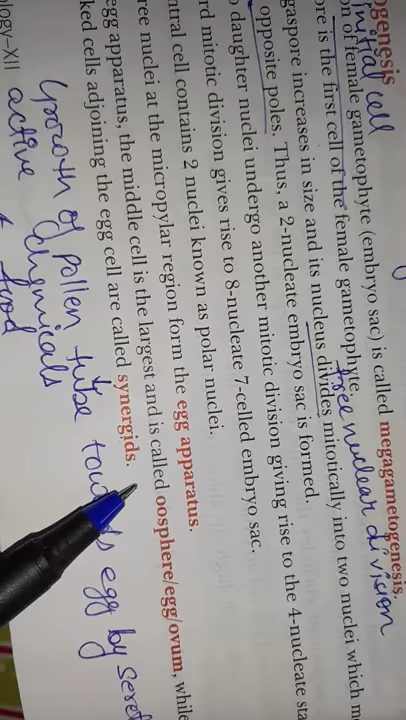 ogenesis
initial cell
n of female gametophyte (embryo sac) is called megagametogenesis.
ore is the first cell of the female gametophyte.
free nuclear division
gaspore increases in size and its nucleus divides mitotically into two nuclei which m
opposite poles. Thus, a 2-nucleate embryo sac is formed.
daughter nuclei undergo another mitotic division giving rise to the 4-nucleate sta
rd mitotic division gives rise to 8-nucleate 7-celled embryo sac.
ntral cell contains 2 nuclei known as polar nuclei.
ree nuclei at the micropylar region form the egg apparatus.
egg apparatus, the middle cell is the largest and is called oosphere/egg/ovum, while
ked cells adjoining the egg cell are called synergids.
Growth of pollen tube tow ds egg by secret
active chemicals
food
ology-XII